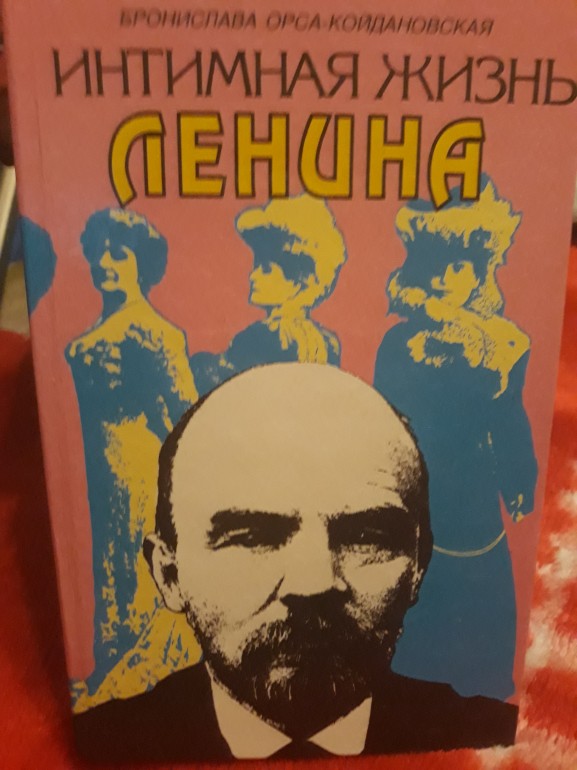 БРОНИСЛАВА ОРСА-КОЙДАНОВСКАЯ
ИНТИМНАЯ ЖИЗНЬ
ЛЕНИНА